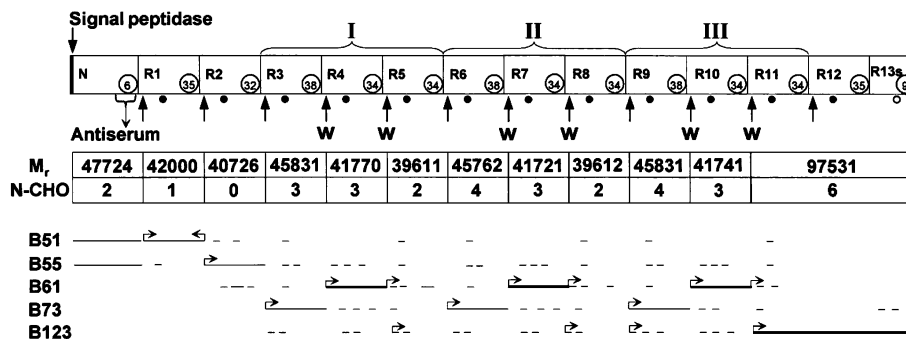 Signal peptidase
I II III
N R1 R2 R3 R4 R5 R6 R7 R8 R9 R10 R11 R12 R13s
6 35 32 38 34 34 38 34 34 38 34 34 35 9
Antiserum W W W W W W
Mr 47724 42000 40726 45831 41770 39611 45762 41721 39612 45831 41741 97531
N-CHO 2 1 0 3 3 2 4 3 2 4 3 6
B51
B55
B61
B73
B123